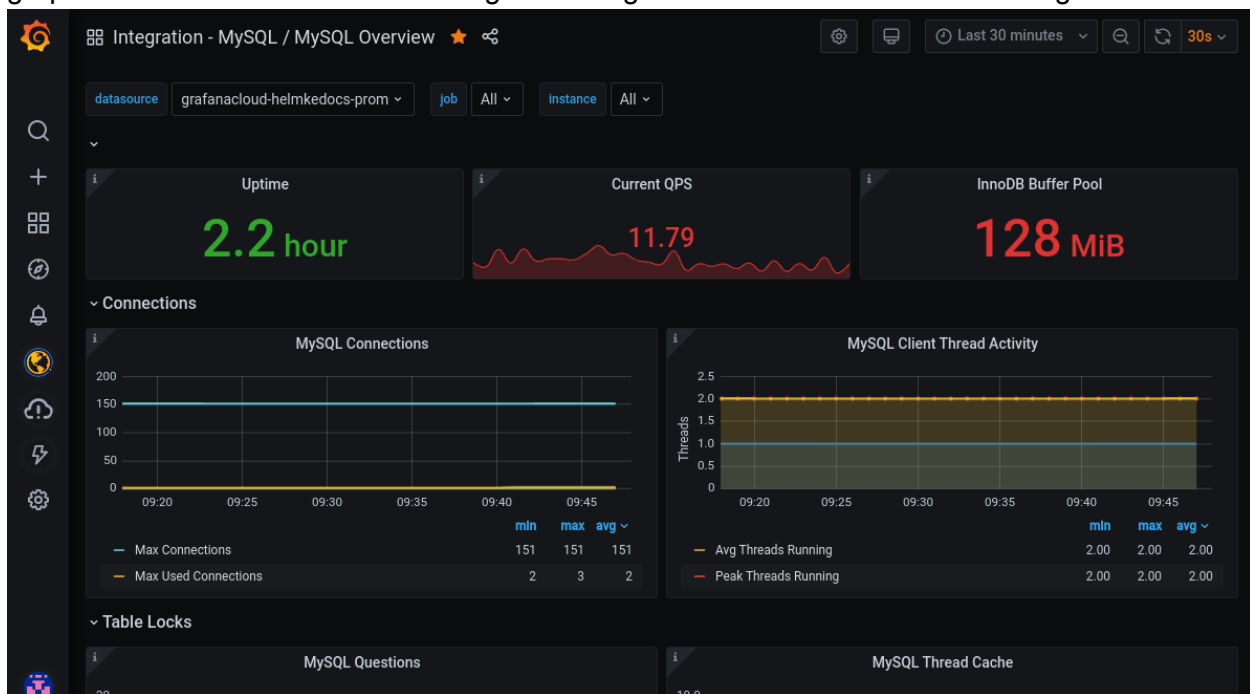 Integration - MySQL / MySQL Overview
Last 30 minutes
30s
datasource grafanacloud-helmkedocs-prom job All instance All
Uptime
2.2 hour
Current QPS
11.79
InnoDB Buffer Pool
128 MiB
Connections
MySQL Connections
200
150
100
50
0
09:20 09:25 09:30 09:35 09:40 09:45
min max avg
Max Connections 151 151 151
Max Used Connections 2 3 2
MySQL Client Thread Activity
Threads
2.5
2.0
1.5
1.0
0.5
0
09:20 09:25 09:30 09:35 09:40 09:45
min max avg
Avg Threads Running 2.00 2.00 2.00
Peak Threads Running 2.00 2.00 2.00
Table Locks
MySQL Questions
MySQL Thread Cache